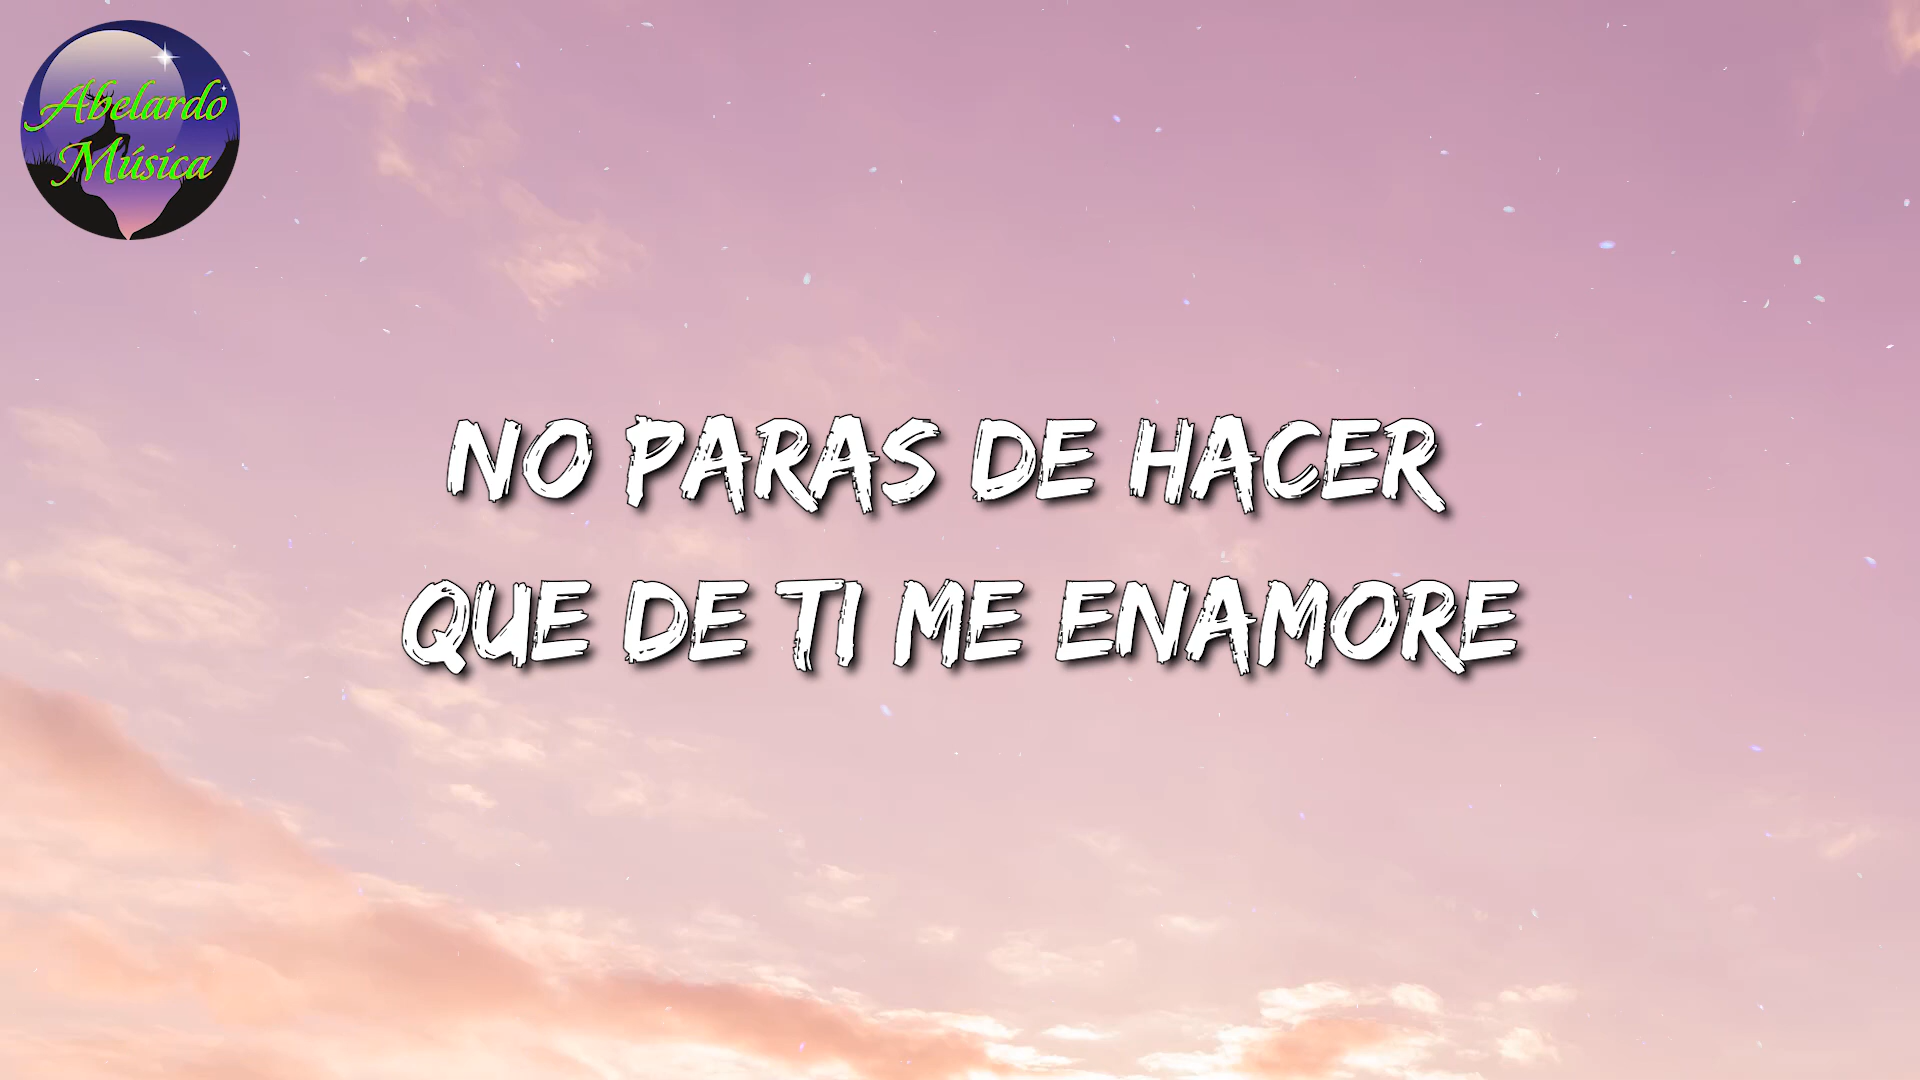 Abelardo
Música
NO PARAS DE HACER
QUE DE TI ME ENAMORE